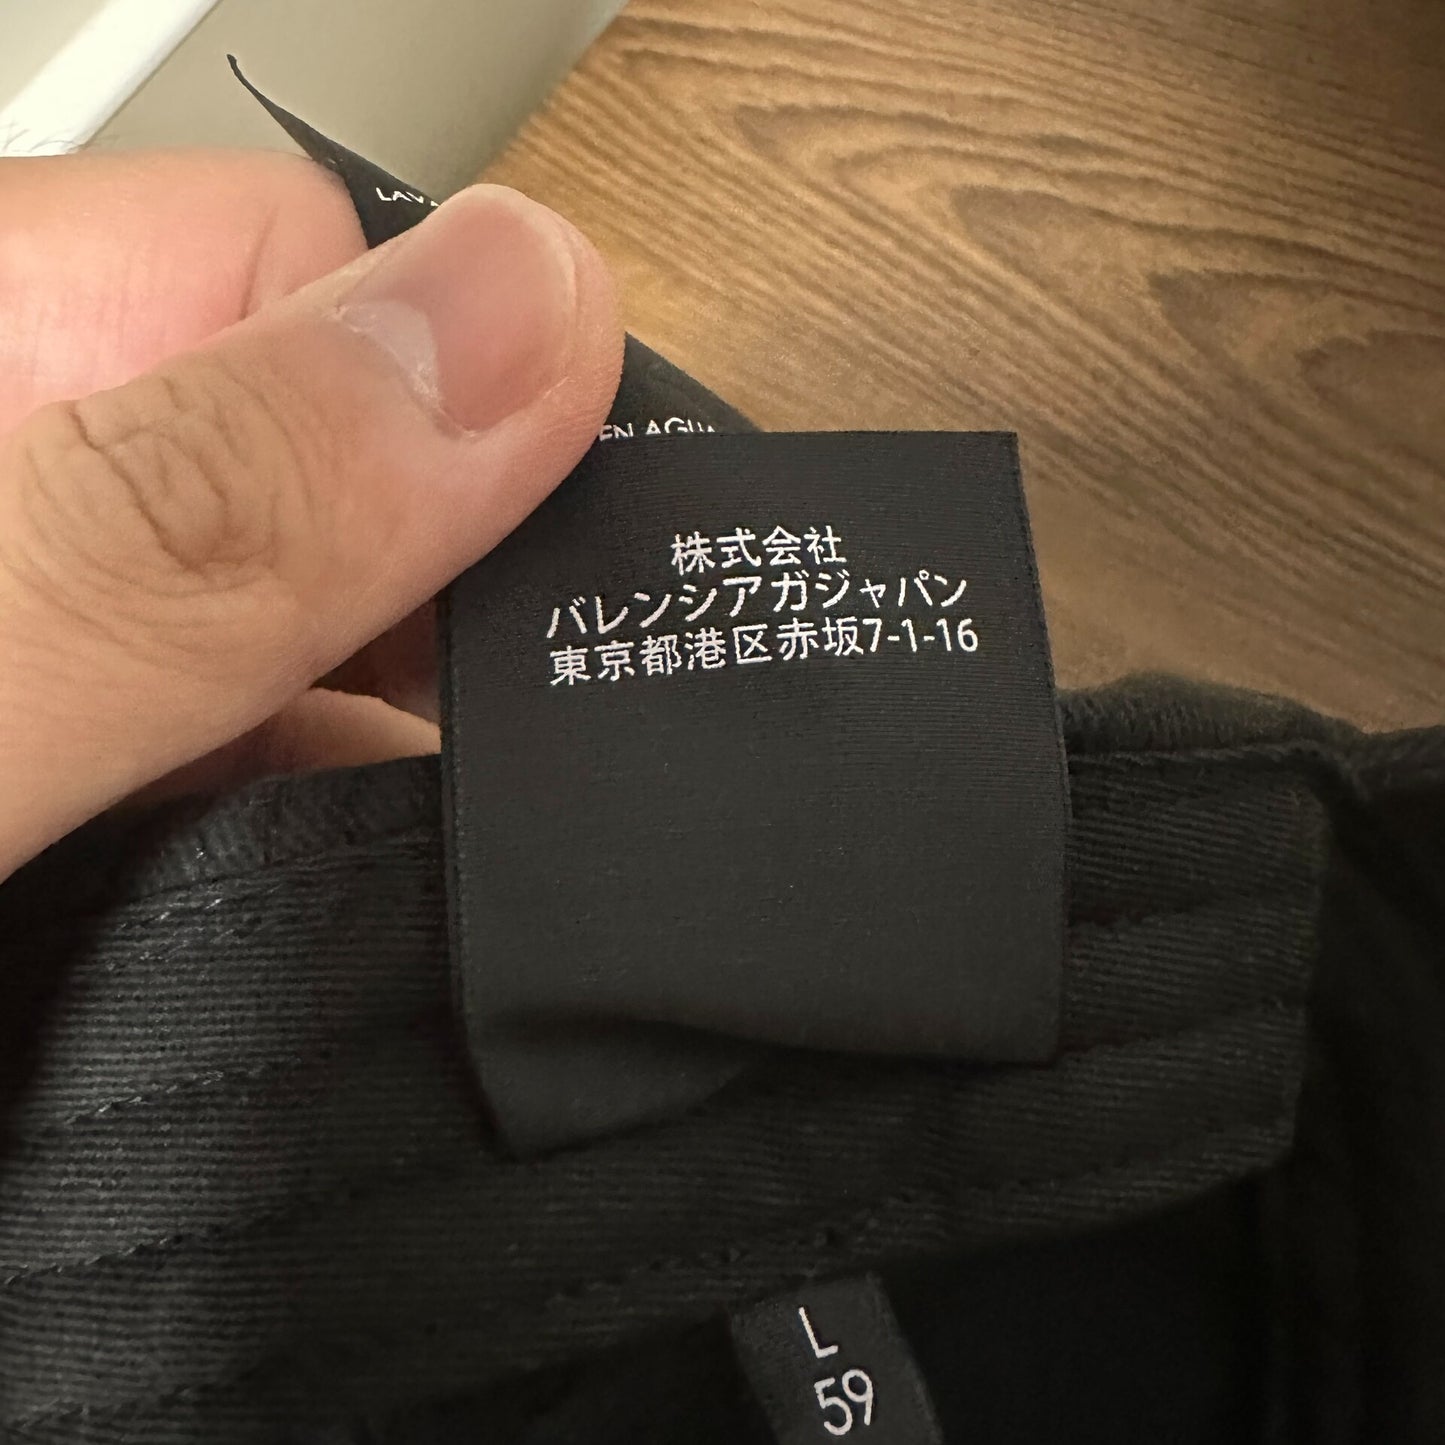 EN AGUA
株式会社
バレンシアガジャパン
東京都港区赤坂7-1-16
L
59